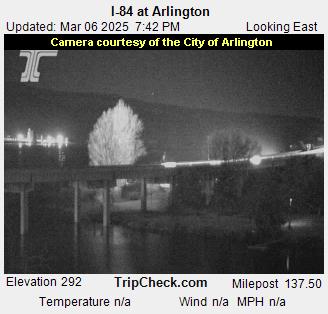 I-84 at Arlington
Updated: Mar 06 2025 7:42 PM Looking East
Camera courtesy of the City of Arlington
Elevation 292 TripCheck.com Milepost 137.50
Temperature n/a Wind n/a MPH n/a